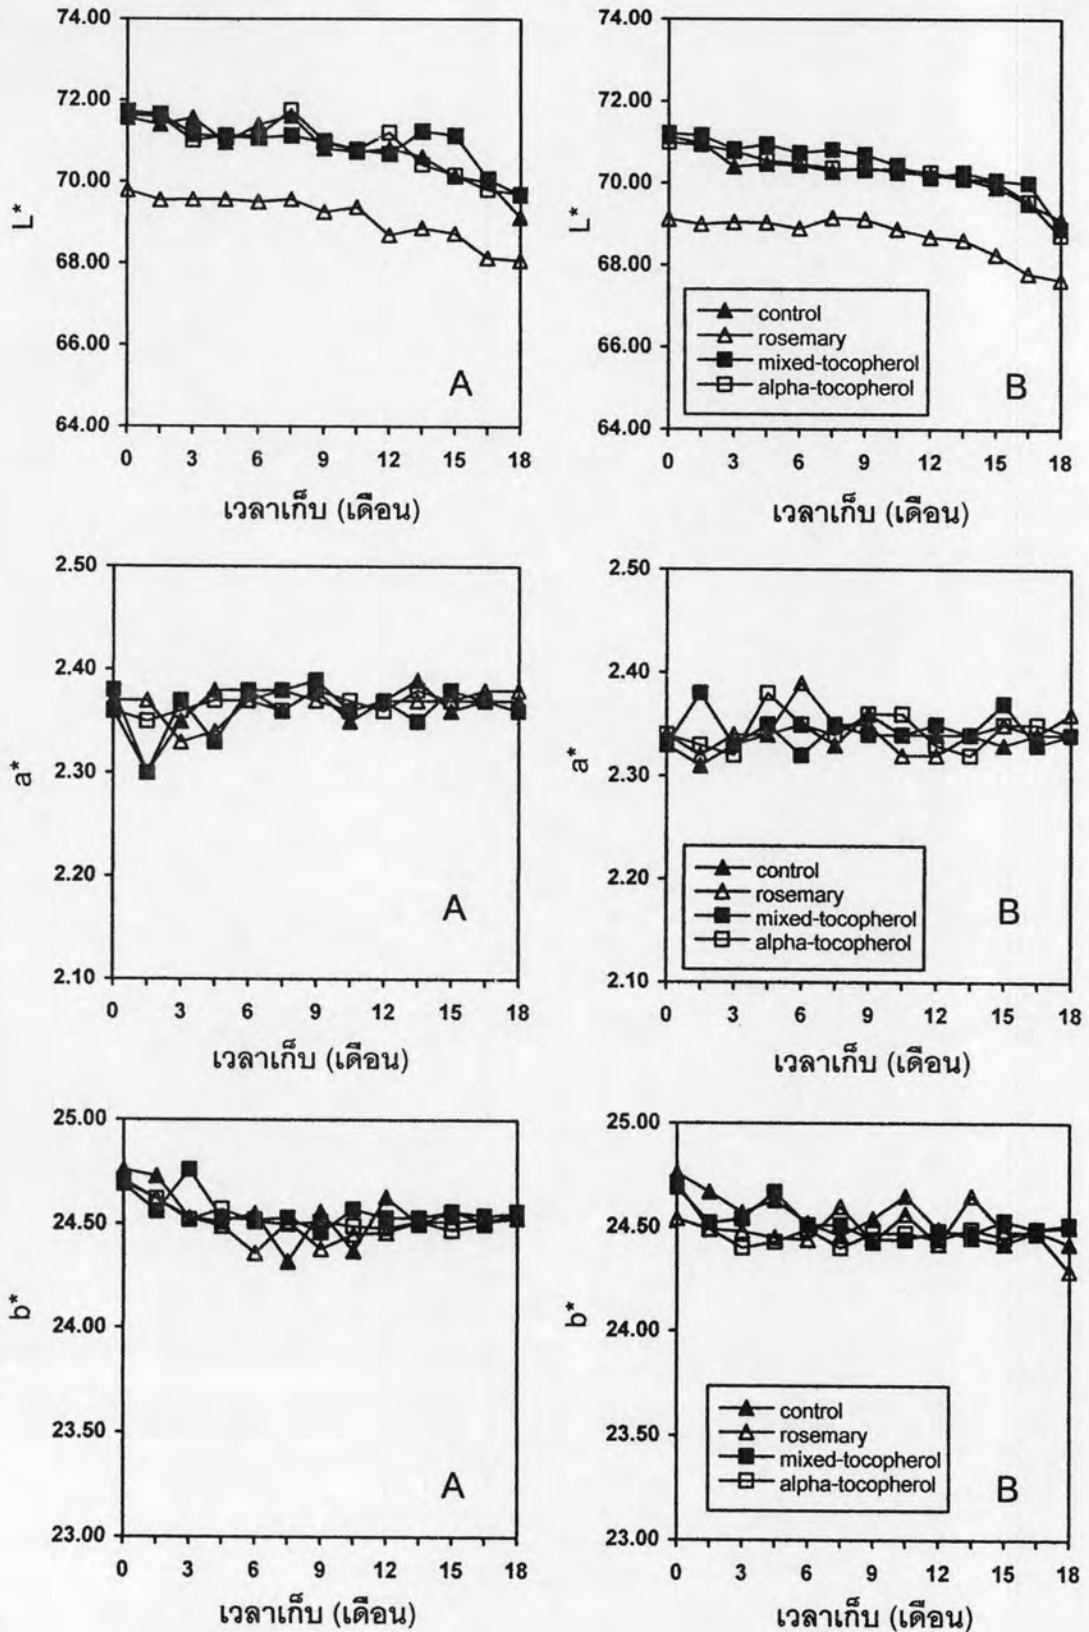 74.00
72.00
70.00
68.00
66.00
64.00
L*
A
0 3 6 9 12 15 18
เวลาเก็บ (เดือน)
74.00
72.00
70.00
68.00
66.00
64.00
L*
control
rosemary
mixed-tocopherol
alpha-tocopherol
B
0 3 6 9 12 15 18
เวลาเก็บ (เดือน)
2.50
2.40
2.30
2.20
2.10
a*
A
0 3 6 9 12 15 18
เวลาเก็บ (เดือน)
2.50
2.40
2.30
2.20
2.10
a*
control
rosemary
mixed-tocopherol
alpha-tocopherol
B
0 3 6 9 12 15 18
เวลาเก็บ (เดือน)
25.00
24.50
24.00
23.50
23.00
b*
A
0 3 6 9 12 15 18
เวลาเก็บ (เดือน)
25.00
24.50
24.00
23.50
23.00
b*
control
rosemary
mixed-tocopherol
alpha-tocopherol
B
0 3 6 9 12 15 18
เวลาเก็บ (เดือน)